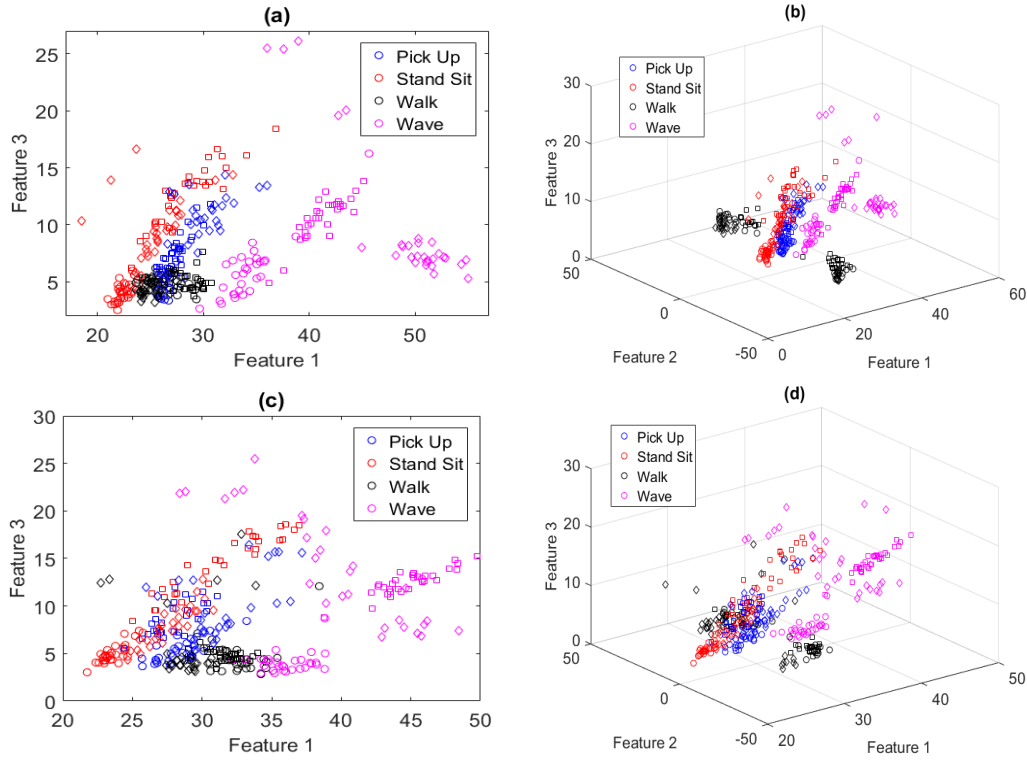 (a)
25
20
15
10
5
20
30
40
50
Feature 3
Feature 1
Pick Up
Stand Sit
Walk
Wave
(b)
30
20
10
0
50
0
-50
0
20
40
60
Feature 3
Feature 2
Feature 1
Pick Up
Stand Sit
Walk
Wave
(c)
30
25
20
15
10
5
0
20
25
30
35
40
45
50
Feature 3
Feature 1
Pick Up
Stand Sit
Walk
Wave
(d)
30
20
10
0
50
0
-50
20
30
40
50
Feature 3
Feature 2
Feature 1
Pick Up
Stand Sit
Walk
Wave